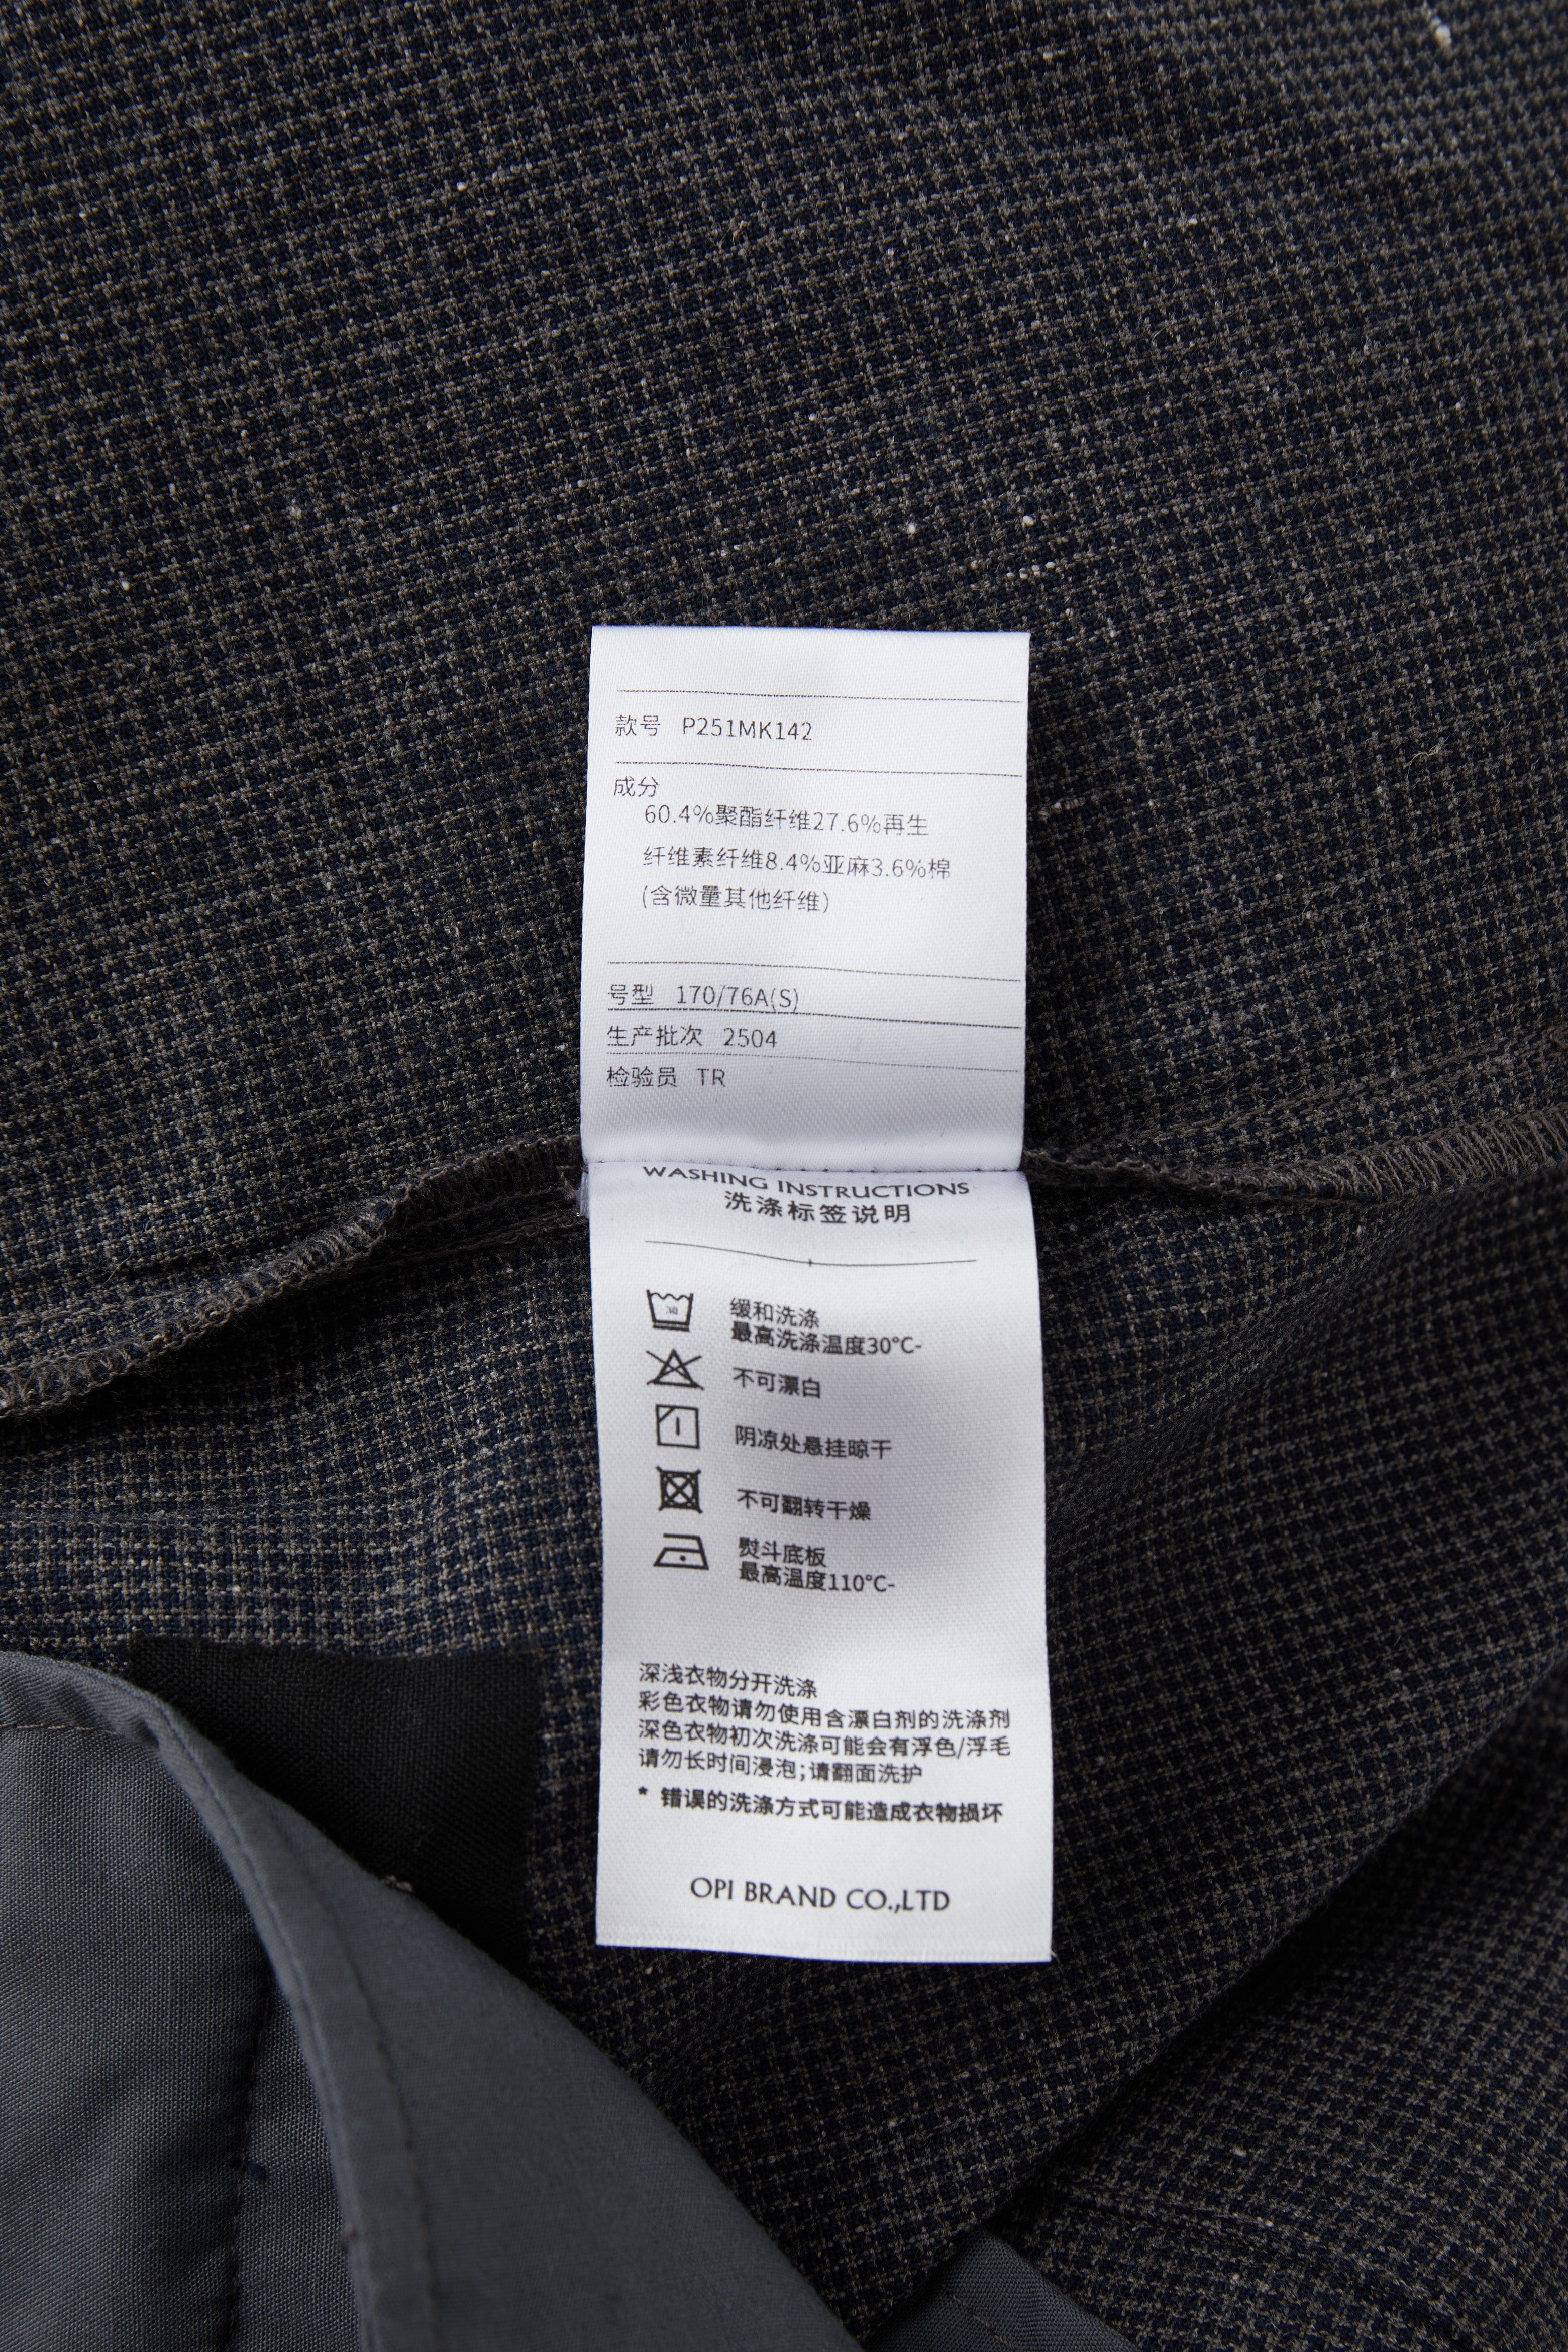 款号 P251MK142
成分
60.4%聚酯纤维27.6%再生
纤维素纤维8.4%亚麻3.6%棉
(含微量其他纤维)
号型 170/76A(S)
生产批次 2504
检验员 TR
WASHING INSTRUCTIONS
洗涤标签说明
30
缓和洗涤
最高洗涤温度30°C-
不可漂白
阴凉处悬挂晾干
不可翻转干燥
熨斗底板
最高温度110°C-
深浅衣物分开洗涤
彩色衣物请勿使用含漂白剂的洗涤剂
深色衣物初次洗涤可能会有浮色/浮毛
请勿长时间浸泡;请翻面洗护
* 错误的洗涤方式可能造成衣物损坏
OPI BRAND CO.,LTD